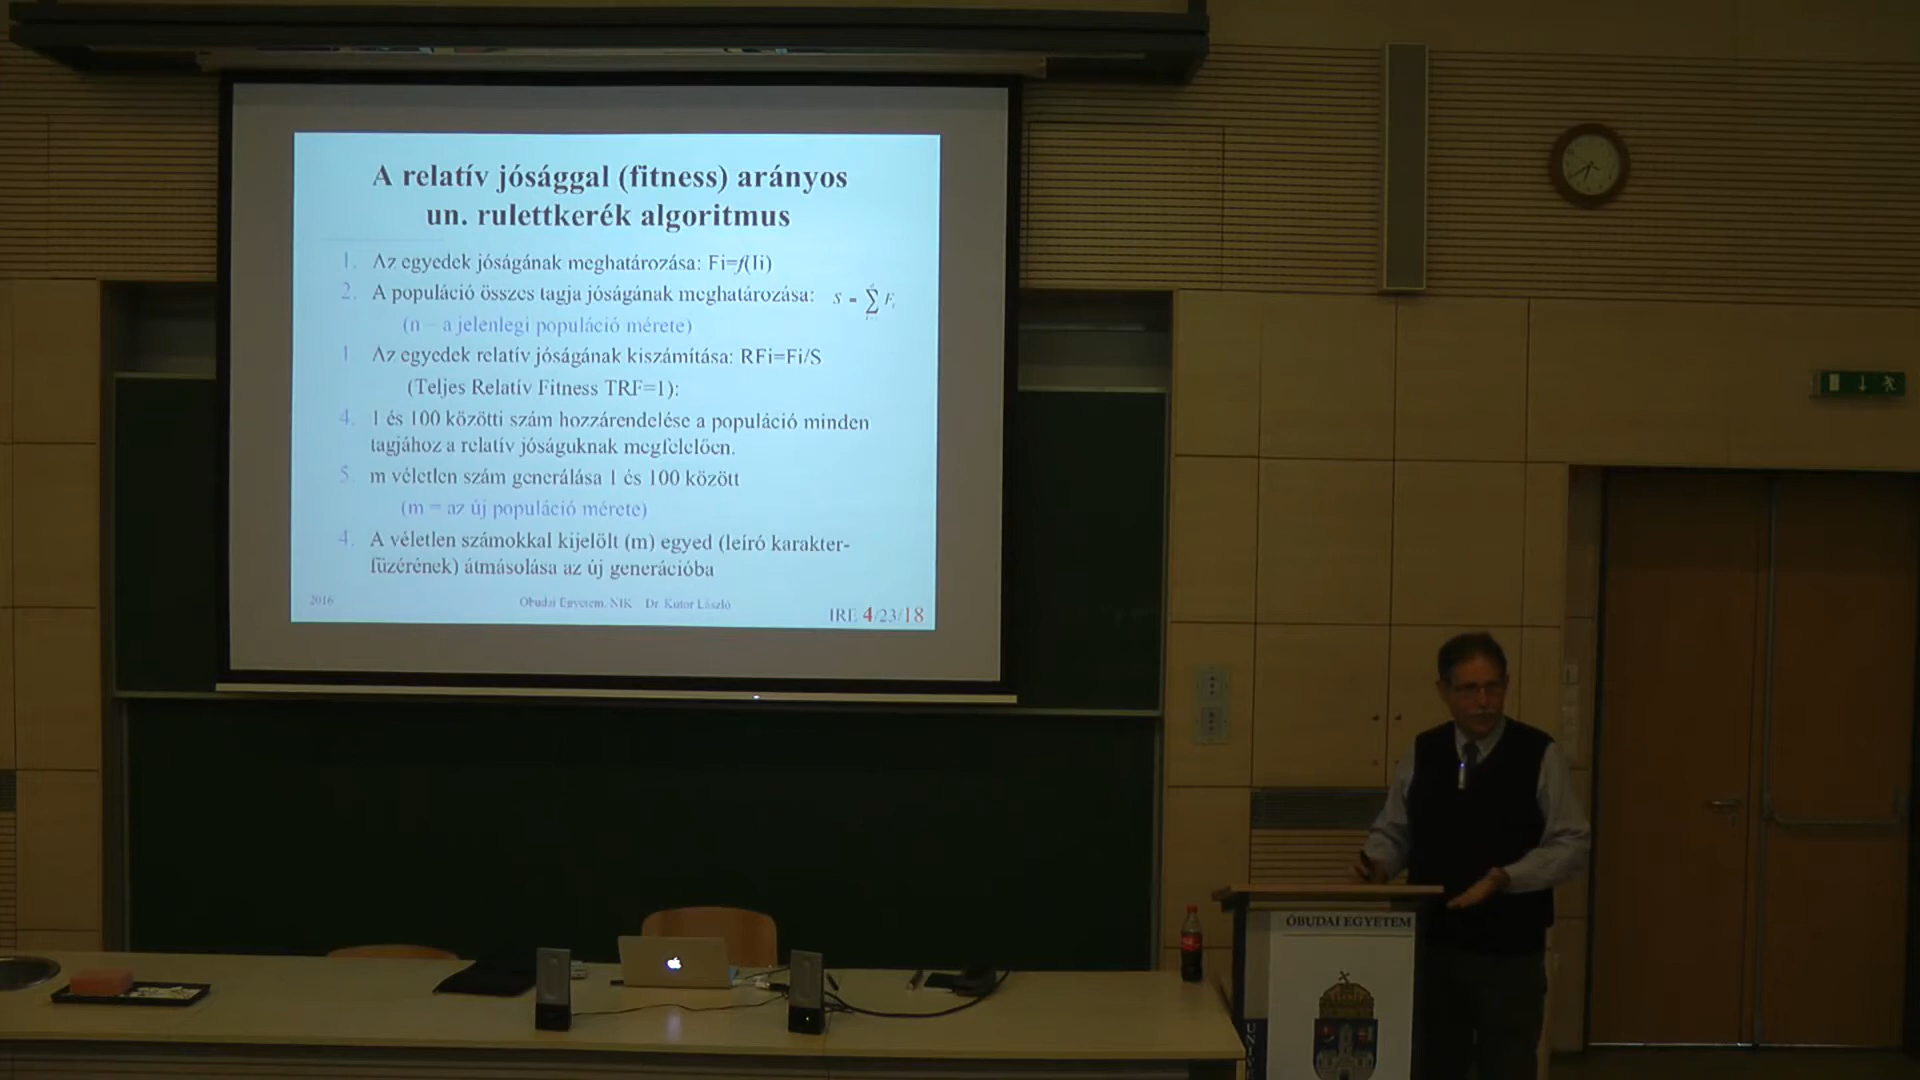 A relatív jósággal (fitness) arányos
un. rulettkerék algoritmus
1. Az egyedek jóságának meghatározása: Fi=f(Ii)
2. A populáció összes tagja jóságának meghatározása: S = ∑ F
(n – a jelenlegi populáció mérete)
1 Az egyedek relatív jóságának kiszámítása: RFi=Fi/S
(Teljes Relatív Fitness TRF=1):
4. 1 és 100 közötti szám hozzárendelése a populáció minden
tagjához a relatív jóságuknak megfelelően.
5. m véletlen szám generálása 1 és 100 között
(m = az új populáció mérete)
4. A véletlen számokkal kijelölt (m) egyed (leíró karakter-
füzérének) átmásolása az új generációba
2016 Óbudai Egyetem, NIK Dr. Kutor László IRE 4/23/18
ÓBUDAI EGYETEM